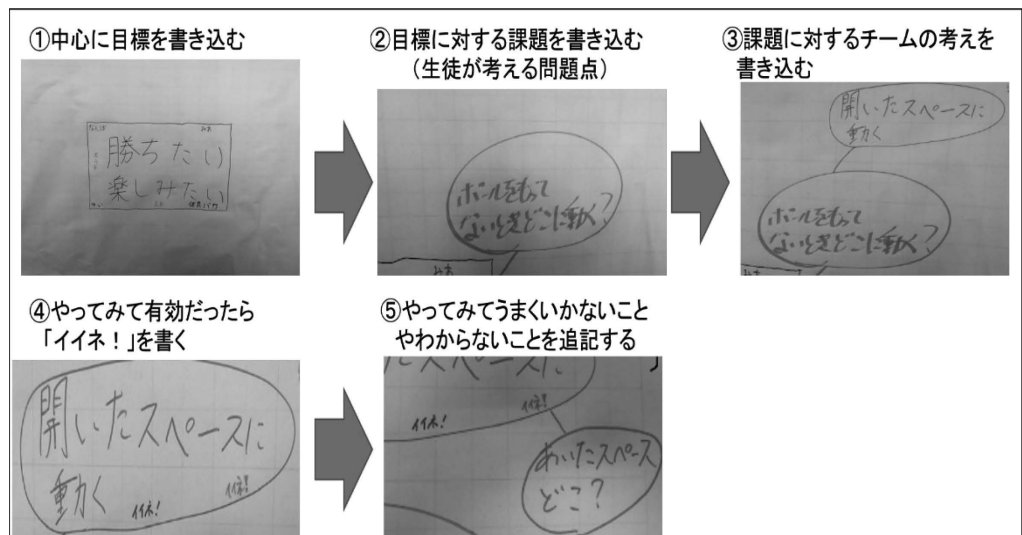 ①中心に目標を書き込む
勝ちたい
楽しみたい
②目標に対する課題を書き込む
(生徒が考える問題点)
ボールをもって
ないときどこに動く?
③課題に対するチームの考えを
書き込む
開いたスペースに
動く
ボールをもって
ないときどこに動く?
④やってみて有効だったら
「イイネ!」を書く
開いたスペースに
動く
イイネ!
イイネ!
⑤やってみてうまくいかないこと
やわからないことを追記する
たスペースに
イイネ!
イイネ!
あいたスペース
どこ?